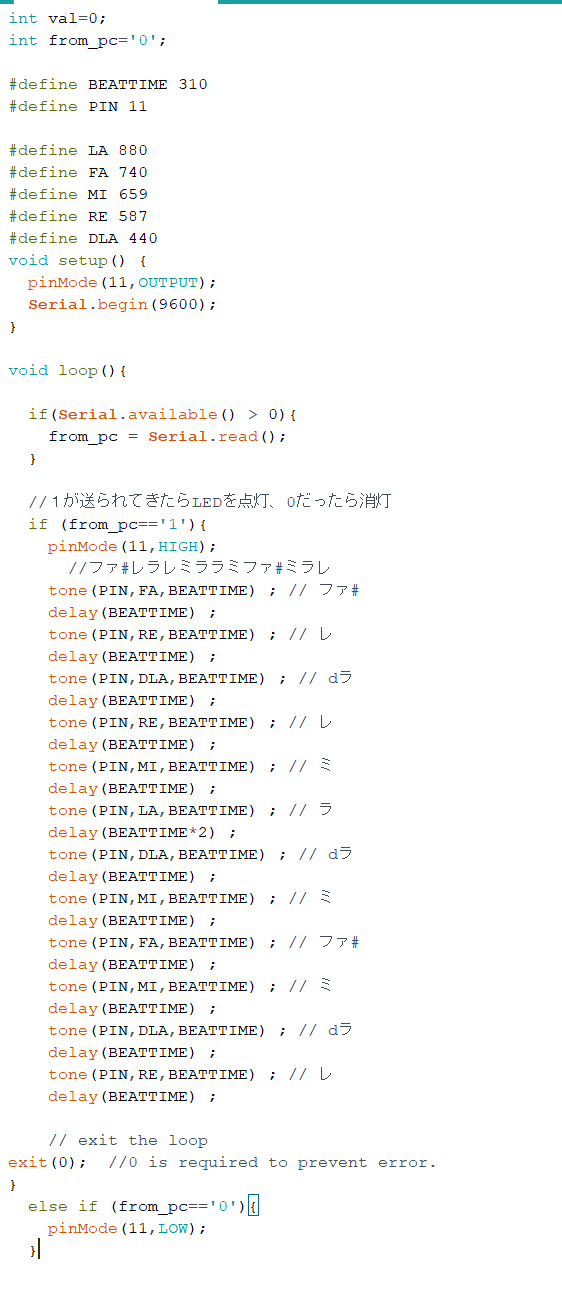 int val=0;
int from_pc='0';
#define BEATTIME 310
#define PIN 11
#define LA 880
#define FA 740
#define MI 659
#define RE 587
#define DLA 440
void setup() {
pinMode(11,OUTPUT);
Serial.begin(9600);
}
void loop(){
if(Serial.available() > 0){
from_pc = Serial.read();
}
//１が送られてきたらLEDを点灯、0だったら消灯
if (from_pc=='1'){
pinMode(11,HIGH);
//ファ#レラレミララミファ#ミラレ
tone(PIN,FA,BEATTIME) ; // ファ#
delay(BEATTIME) ;
tone(PIN,RE,BEATTIME) ; // レ
delay(BEATTIME) ;
tone(PIN,DLA,BEATTIME) ; // dラ
delay(BEATTIME) ;
tone(PIN,RE,BEATTIME) ; // レ
delay(BEATTIME) ;
tone(PIN,MI,BEATTIME) ; // ミ
delay(BEATTIME) ;
tone(PIN,LA,BEATTIME) ; // ラ
delay(BEATTIME*2) ;
tone(PIN,DLA,BEATTIME) ; // dラ
delay(BEATTIME) ;
tone(PIN,MI,BEATTIME) ; // ミ
delay(BEATTIME) ;
tone(PIN,FA,BEATTIME) ; // ファ#
delay(BEATTIME) ;
tone(PIN,MI,BEATTIME) ; // ミ
delay(BEATTIME) ;
tone(PIN,DLA,BEATTIME) ; // dラ
delay(BEATTIME) ;
tone(PIN,RE,BEATTIME) ; // レ
delay(BEATTIME) ;
// exit the loop
exit(0);  //0 is required to prevent error.
}
else if (from_pc=='0'){
pinMode(11,LOW);
}